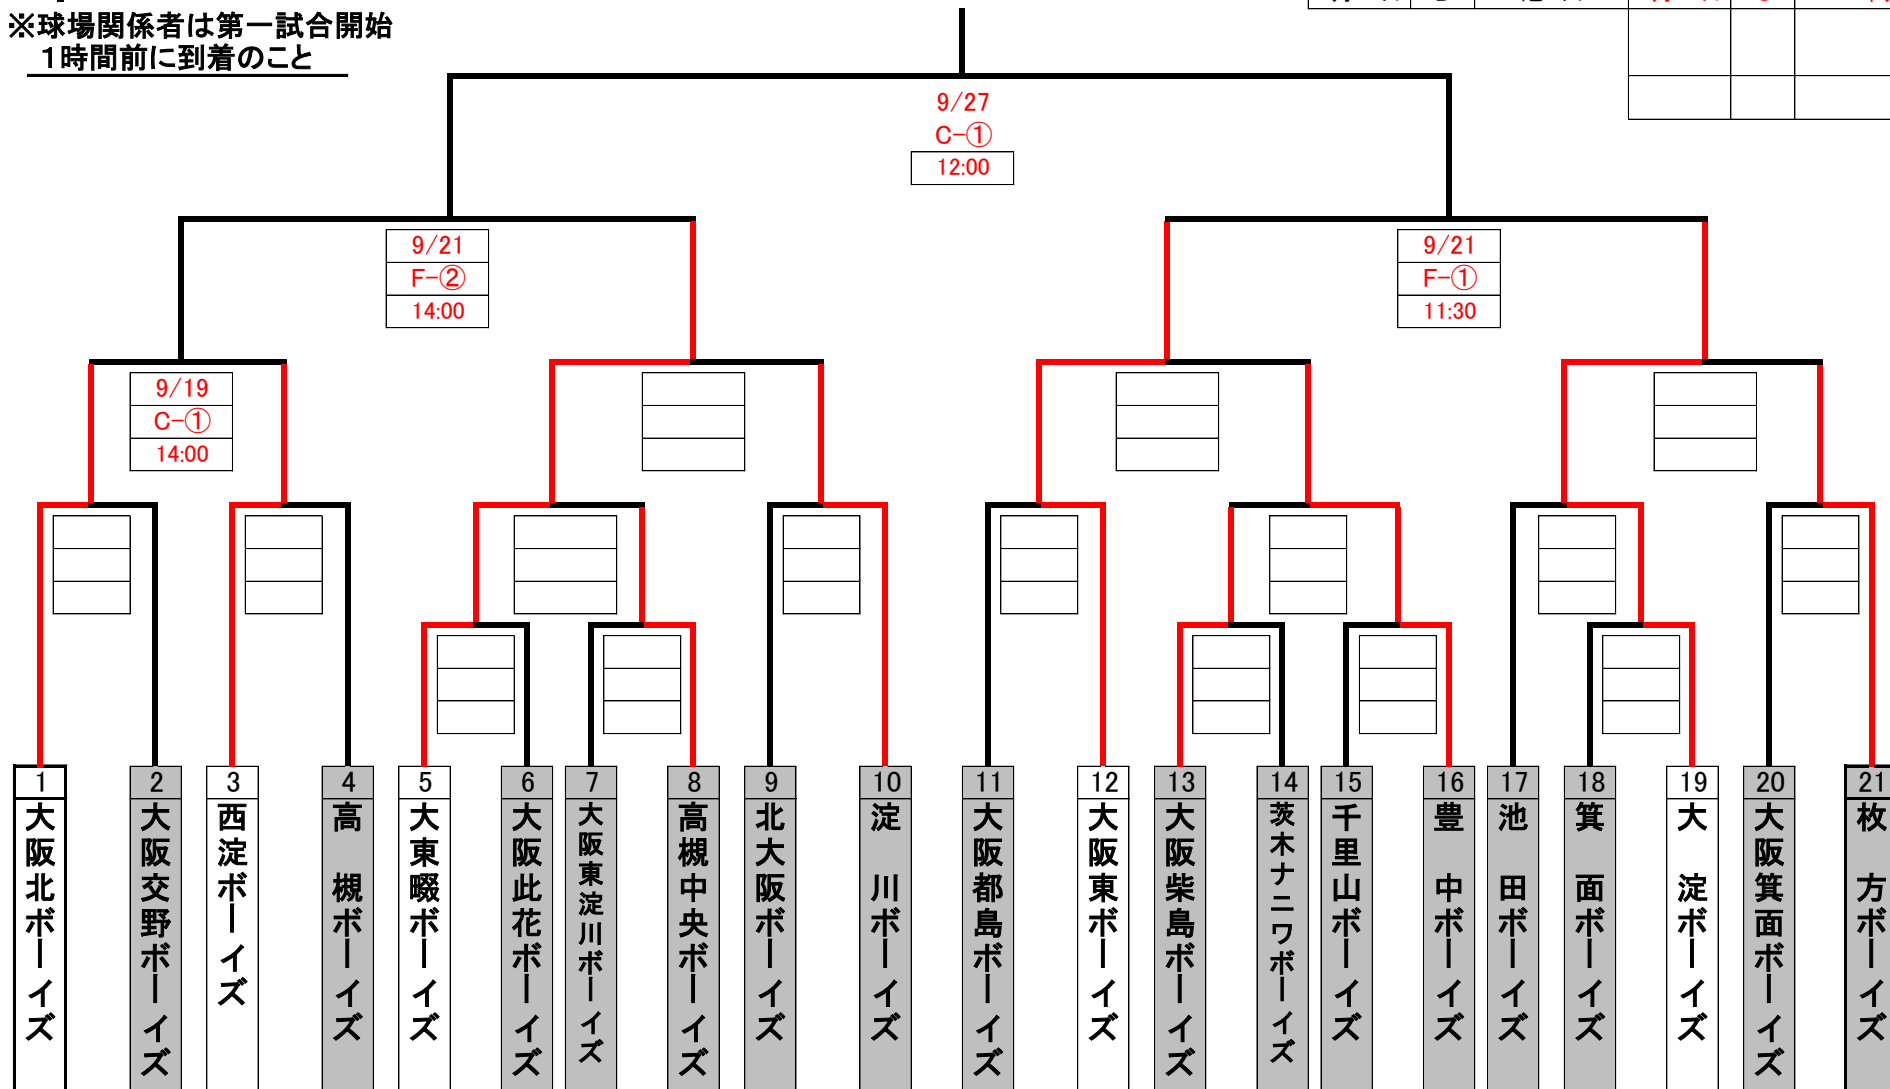 ※球場関係者は第一試合開始
1時間前に到着のこと
9/27
C-①
12:00
9/21
F-②
14:00
9/21
F-①
11:30
9/19
C-①
14:00
1
大阪北ボーイズ
2
大阪交野ボーイズ
3
西淀ボーイズ
4
高 槻ボーイズ
5
大東畷ボーイズ
6
大阪此花ボーイズ
7
大阪東淀川ボーイズ
8
高槻中央ボーイズ
9
北大阪ボーイズ
10
淀 川ボーイズ
11
大阪都島ボーイズ
12
大阪東ボーイズ
13
大阪柴島ボーイズ
14
茨木ナニワボーイズ
15
千里山ボーイズ
16
豊 中ボーイズ
17
池 田ボーイズ
18
箕 面ボーイズ
19
大 淀ボーイズ
20
大阪箕面ボーイズ
21
枚 方ボーイズ